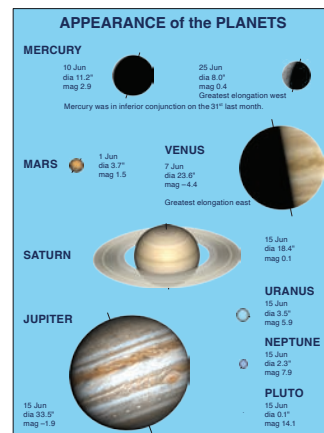 APPEARANCE of the PLANETS
MERCURY
10 Jun
dia 11.2"
mag 2.9
25 Jun
dia 8.0"
mag 0.4
Greatest elongation west
Mercury was in inferior conjunction on the 31st last month.
MARS
1 Jun
dia 3.7"
mag 1.5
VENUS
7 Jun
dia 23.6"
mag –4.4
Greatest elongation east
SATURN
15 Jun
dia 18.4"
mag 0.1
URANUS
15 Jun
dia 3.5"
mag 5.9
JUPITER
15 Jun
dia 33.5"
mag –1.9
NEPTUNE
15 Jun
dia 2.3"
mag 7.9
PLUTO
15 Jun
dia 0.1"
mag 14.1